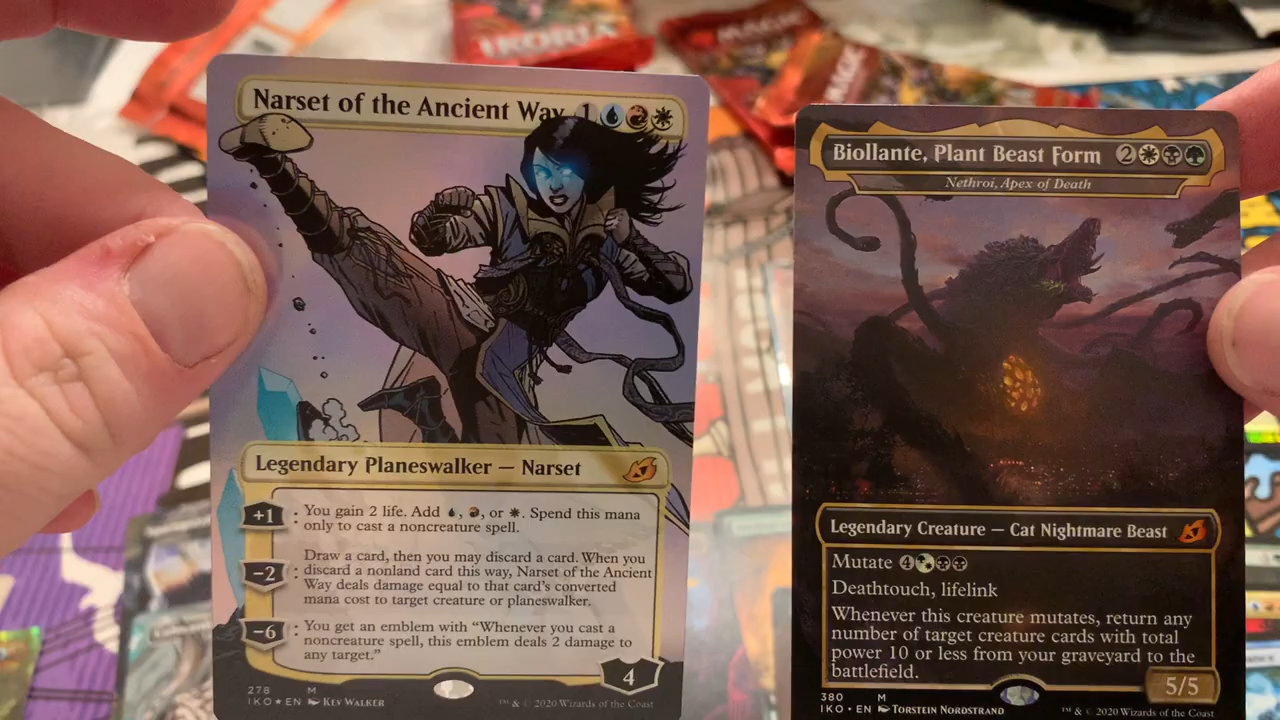 IKORIA
MAGIC
MAGIC
Narset of the Ancient Way 1
Legendary Planeswalker — Narset
+1 : You gain 2 life. Add , , or . Spend this mana
only to cast a noncreature spell.
−2 : Draw a card, then you may discard a card. When you
discard a nonland card this way, Narset of the Ancient
Way deals damage equal to that card's converted
mana cost to target creature or planeswalker.
−6 : You get an emblem with “Whenever you cast a
noncreature spell, this emblem deals 2 damage to
any target.”
4
278 M
IKO★EN Kev Walker
™ & © 2020 Wizards of the Coast
Biollante, Plant Beast Form 2
Nethroi, Apex of Death
Legendary Creature — Cat Nightmare Beast
Mutate 4
Deathtouch, lifelink
Whenever this creature mutates, return any
number of target creature cards with total
power 10 or less from your graveyard to the
battlefield.
5/5
380 M
IKO • EN Torstein Nordstrand
™ & © 2020 Wizards of the Coast